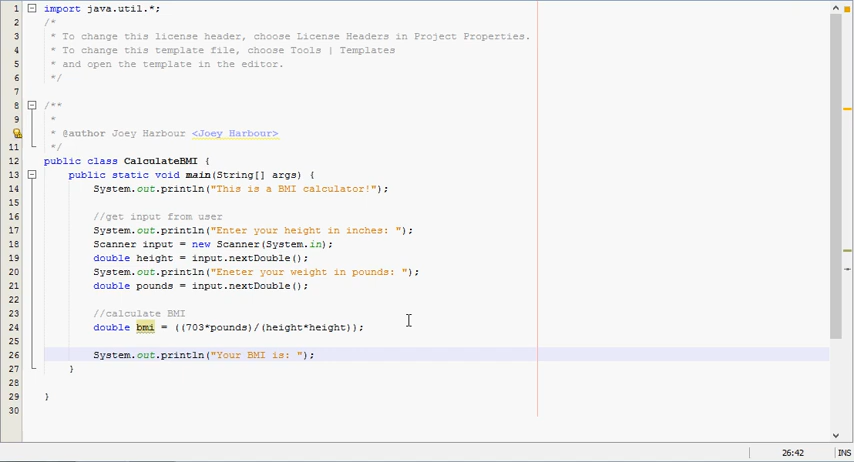 1 import java.util.*;
2 /*
3 * To change this license header, choose License Headers in Project Properties.
4 * To change this template file, choose Tools | Templates
5 * and open the template in the editor.
6 */
7
8 /**
9 *
* @author Joey Harbour <Joey Harbour>
11 */
12 public class CalculateBMI {
13 public static void main(String[] args) {
14 System.out.println("This is a BMI calculator!");
15
16 //get input from user
17 System.out.println("Enter your height in inches: ");
18 Scanner input = new Scanner(System.in);
19 double height = input.nextDouble();
20 System.out.println("Eneter your weight in pounds: ");
21 double pounds = input.nextDouble();
22
23 //calculate BMI
24 double bmi = ((703*pounds)/(height*height));
25
26 System.out.println("Your BMI is: ");
27 }
28
29 }
30
26:42 INS